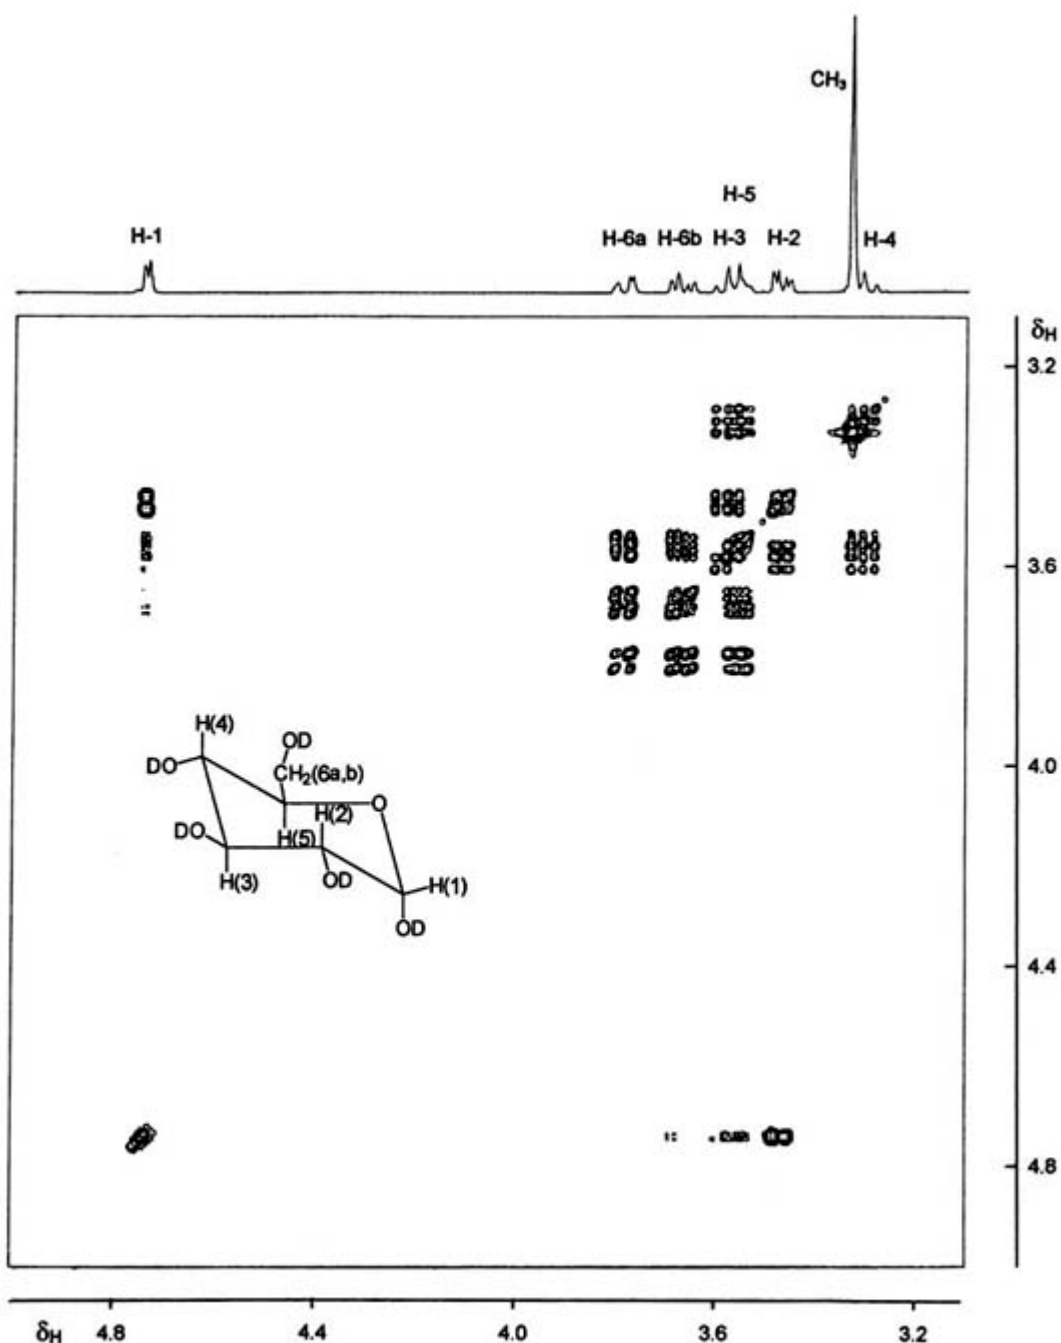 CH₃
H-5
H-1 H-6a H-6b H-3 H-2 H-4
δH
3.2
3.6
4.0
4.4
4.8
H(4)
OD
DO
CH₂(6a,b)
O
H(2)
DO
H(5)
H(3)
OD
H(1)
OD
δH 4.8 4.4 4.0 3.6 3.2